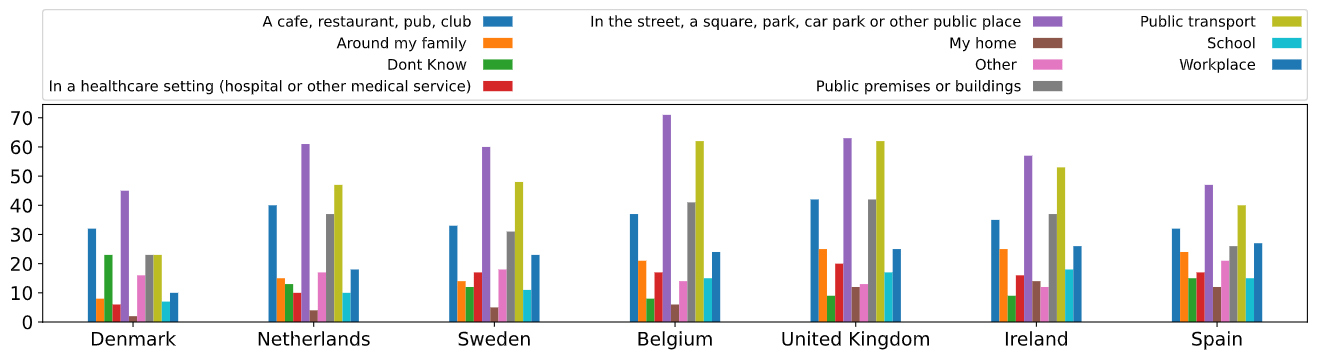 A cafe, restaurant, pub, club
Around my family
Dont Know
In a healthcare setting (hospital or other medical service)
In the street, a square, park, car park or other public place
My home
Other
Public premises or buildings
Public transport
School
Workplace
70
60
50
40
30
20
10
0
Denmark Netherlands Sweden Belgium United Kingdom Ireland Spain